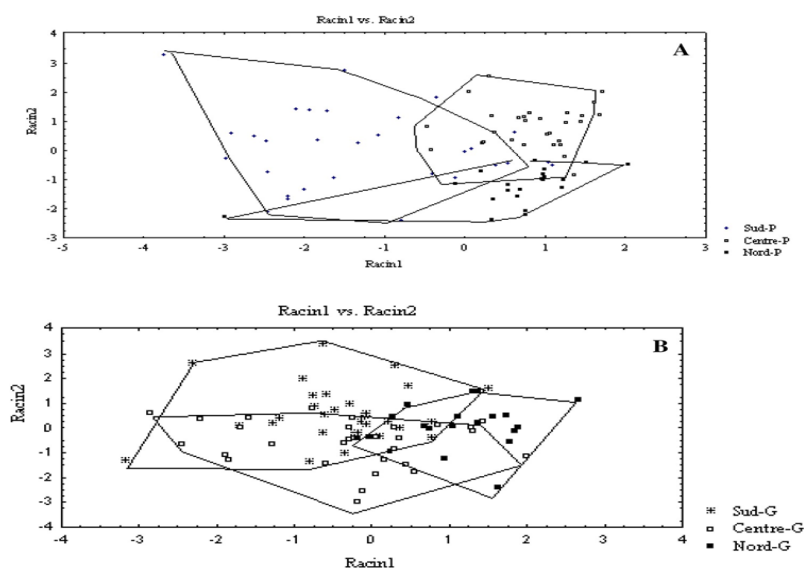 Racin1 vs. Racin2
A
4
3
2
1
0
-1
-2
-3
Racin2
-5 -4 -3 -2 -1 0 1 2 3
Racin1
Sud-P
Centre-P
Nord-P
Racin1 vs. Racin2
B
4
3
2
1
0
-1
-2
-3
-4
Racin2
-4 -3 -2 -1 0 1 2 3 4
Racin1
Sud-G
Centre-G
Nord-G